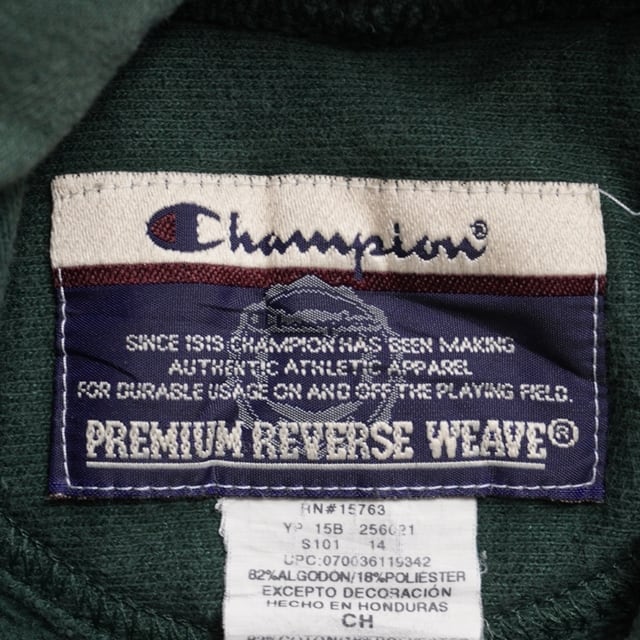 Champion®
Champion
SINCE 1919 CHAMPION HAS BEEN MAKING
AUTHENTIC ATHLETIC APPAREL
FOR DURABLE USAGE ON AND OFF THE PLAYING FIELD.
PREMIUM REVERSE WEAVE®
RN#15763
YP 15B 256021
S101 14
UPC:070036119342
82%ALGODON/18%POLIESTER
EXCEPTO DECORACIÓN
HECHO EN HONDURAS
CH